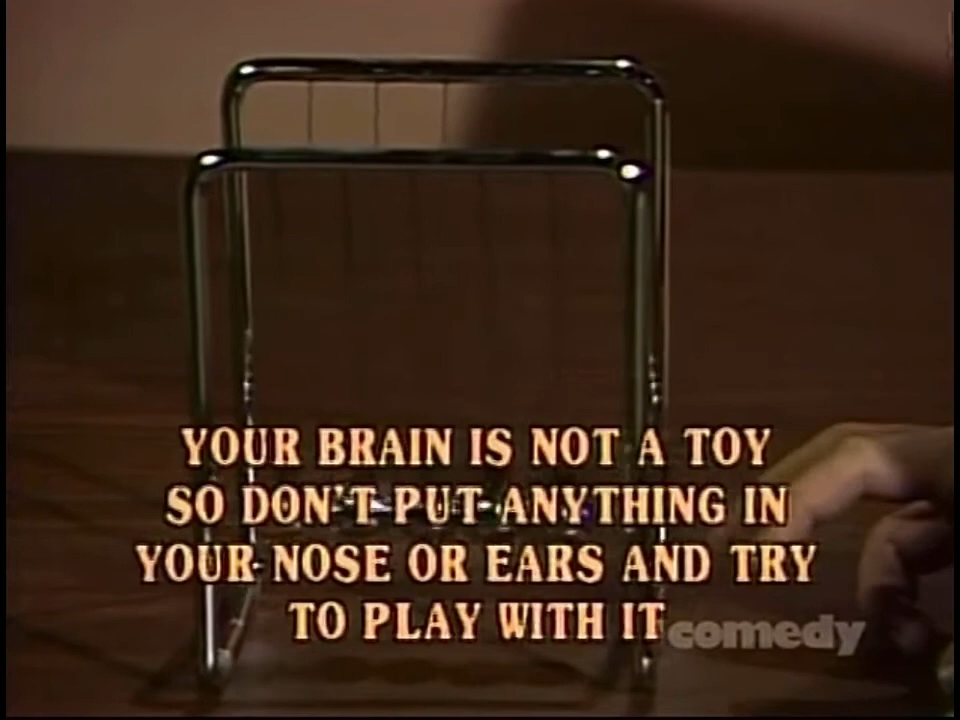 YOUR BRAIN IS NOT A TOY
SO DON'T PUT ANYTHING IN
YOUR NOSE OR EARS AND TRY
TO PLAY WITH IT
comedy